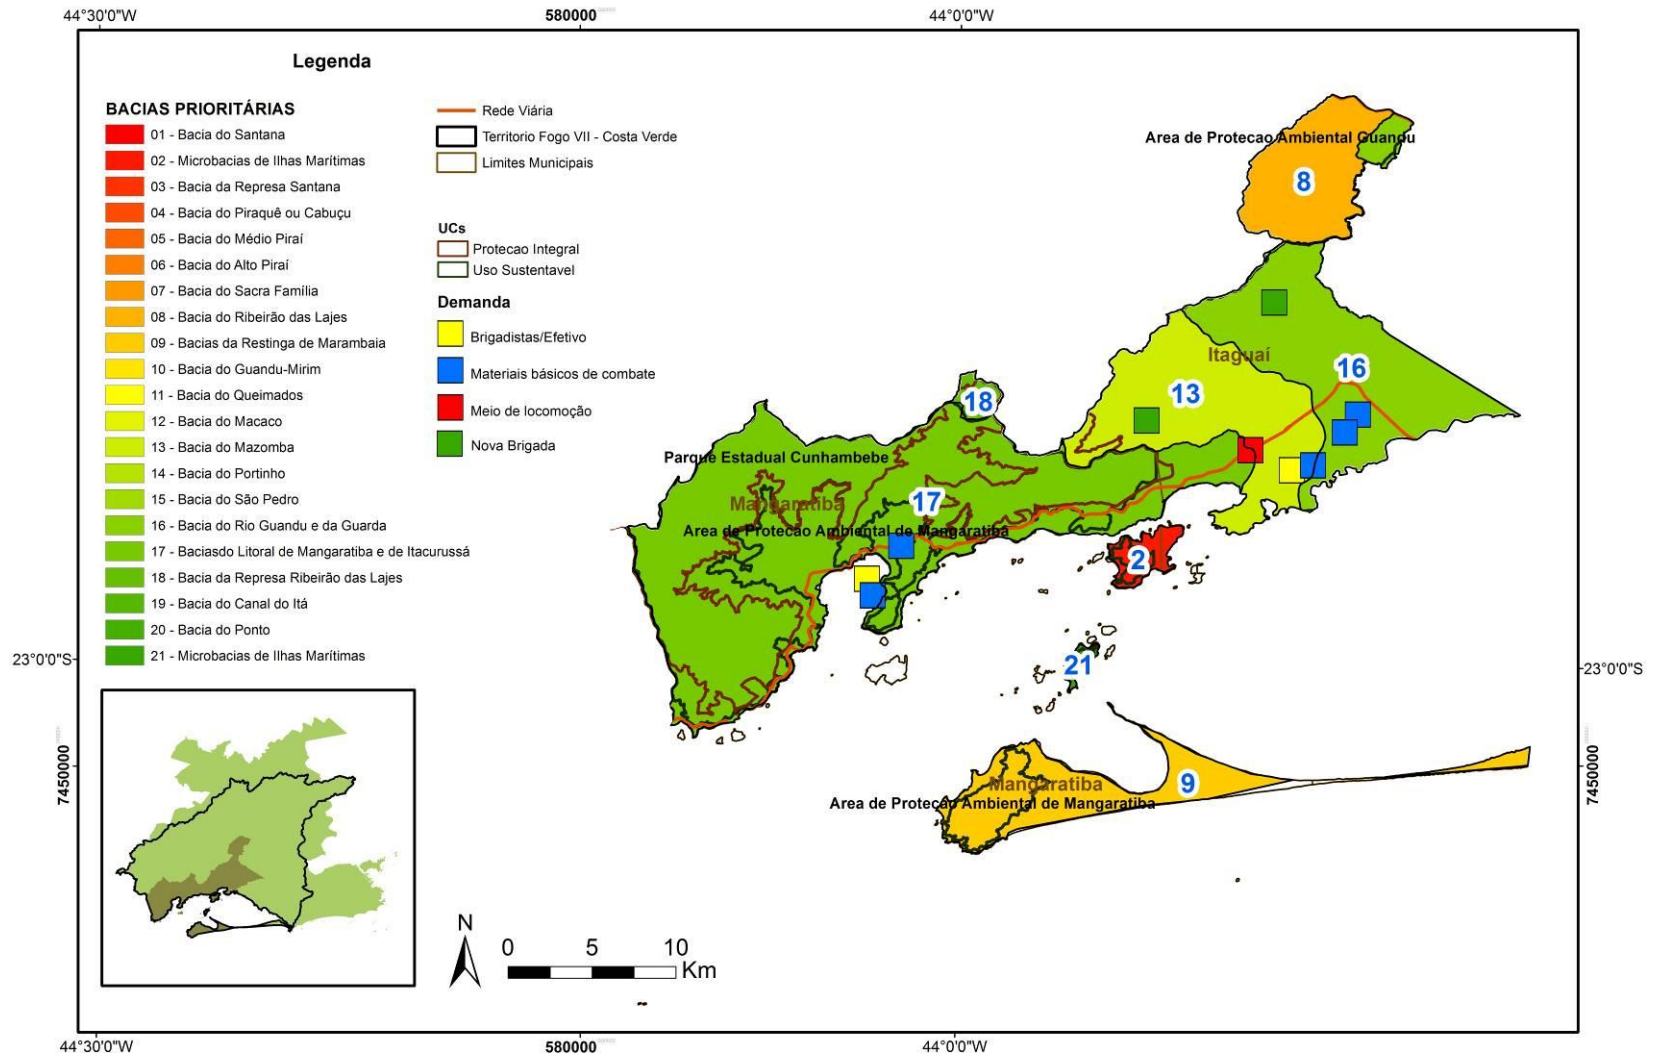 44°30'0"W
580000
44°0'0"W
Legenda
BACIAS PRIORITÁRIAS
01 - Bacia do Santana
02 - Microbacias de Ilhas Marítimas
03 - Bacia da Represa Santana
04 - Bacia do Piraquê ou Cabuçu
05 - Bacia do Médio Piraí
06 - Bacia do Alto Piraí
07 - Bacia do Sacra Família
08 - Bacia do Ribeirão das Lajes
09 - Bacias da Restinga de Marambaia
10 - Bacia do Guandu-Mirim
11 - Bacia do Queimados
12 - Bacia do Macaco
13 - Bacia do Mazomba
14 - Bacia do Portinho
15 - Bacia do São Pedro
16 - Bacia do Rio Guandu e da Guarda
17 - Baciasdo Litoral de Mangaratiba e de Itacurussá
18 - Bacia da Represa Ribeirão das Lajes
19 - Bacia do Canal do Itá
20 - Bacia do Ponto
21 - Microbacias de Ilhas Marítimas
Rede Viária
Territorio Fogo VII - Costa Verde
Limites Municipais
UCs
Protecao Integral
Uso Sustentavel
Demanda
Brigadistas/Efetivo
Materiais básicos de combate
Meio de locomoção
Nova Brigada
Area de Protecao Ambiental Guandu
8
Itaguaí
16
13
18
Parque Estadual Cunhambebe
Mangaratiba
17
Area de Proteção Ambiental de Mangaratiba
2
21
Mangaratiba
9
Area de Proteção Ambiental de Mangaratiba
23°0'0"S
23°0'0"S
7450000
7450000
N
0 5 10
Km
44°30'0"W
580000
44°0'0"W